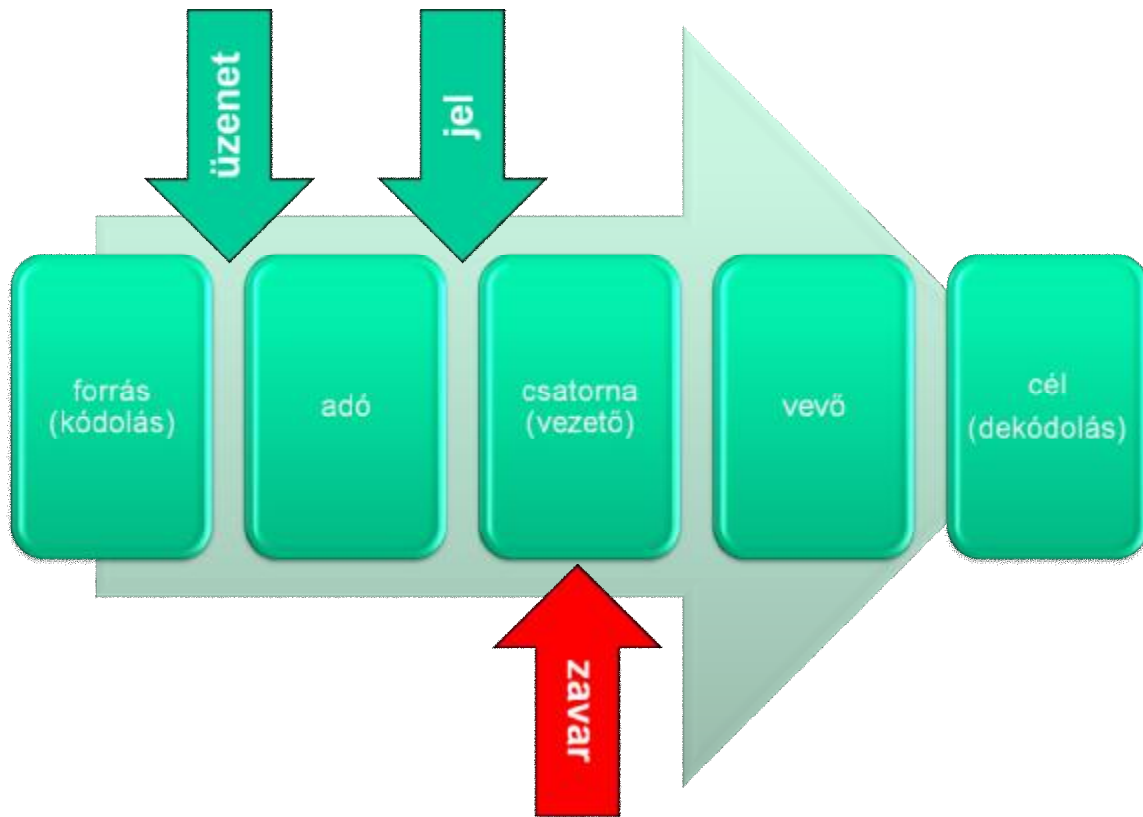 üzenet
jel
forrás
(kódolás)
adó
csatorna
(vezető)
vevő
cél
(dekódolás)
zavar